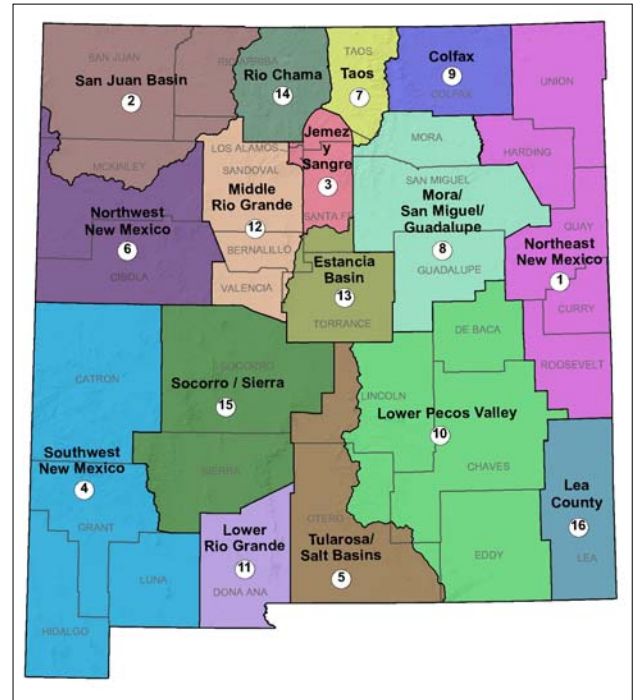 SAN JUAN
RIO ARRIBA
San Juan Basin
2
Rio Chama
14
TAOS
Taos
7
Colfax
9
COLFAX
UNION
MCKINLEY
LOS ALAMOS
SANDOVAL
Middle
Rio Grande
12
BERNALILLO
VALENCIA
Jemez
y
Sangre
3
SANTA FE
MORA
SAN MIGUEL
Mora/
San Miguel/
Guadalupe
8
GUADALUPE
HARDING
QUAY
Northeast
New Mexico
1
CURRY
ROOSEVELT
Northwest
New Mexico
6
CIBOLA
Estancia
Basin
13
TORRANCE
DE BACA
CATRON
SOCORRO
Socorro / Sierra
15
SIERRA
LINCOLN
Lower Pecos Valley
10
CHAVES
EDDY
Southwest
New Mexico
4
GRANT
LUNA
HIDALGO
Lower
Rio Grande
11
DONA ANA
OTERO
Tularosa/
Salt Basins
5
Lea
County
16
LEA